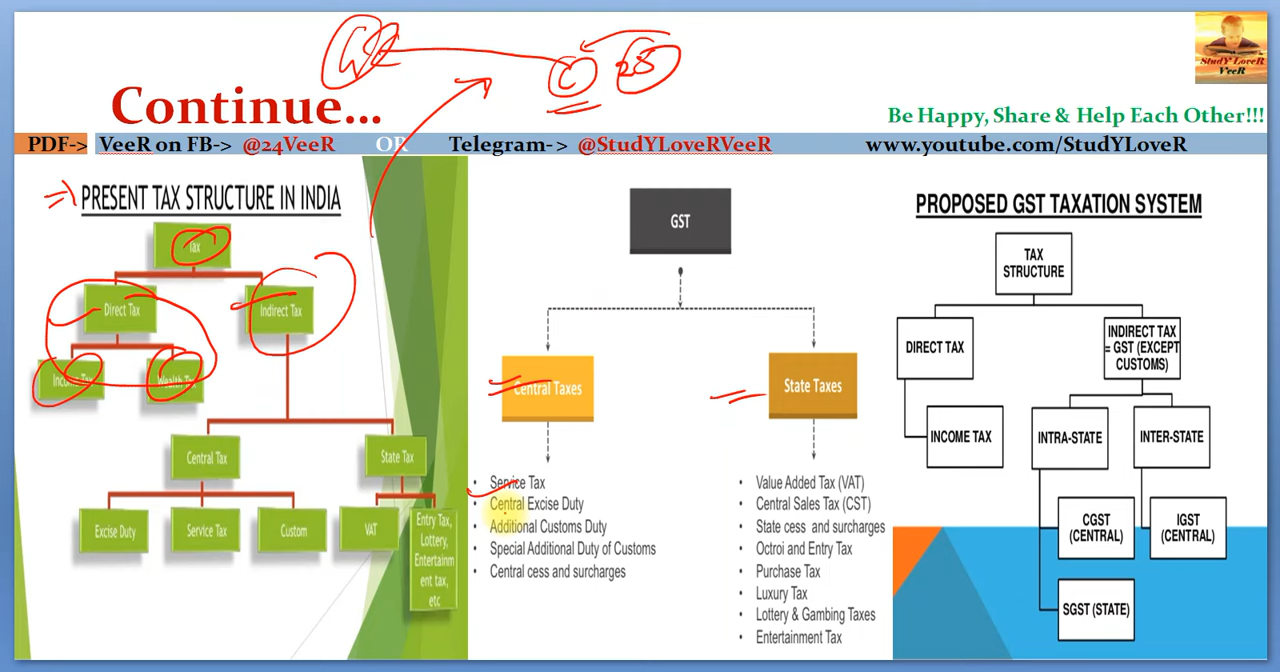 StudY LoveR
VeeR
Continue...
Be Happy, Share & Help Each Other!!!
PDF-> VeeR on FB-> @24VeeR OR Telegram-> @StudYLoveRVeeR www.youtube.com/StudYLoveR
PRESENT TAX STRUCTURE IN INDIA
Tax
Direct Tax
Indirect Tax
Income Tax
Wealth Tax
Central Tax
State Tax
Excise Duty
Service Tax
Custom
VAT
Entry Tax,
Lottery,
Entertainm
ent tax,
etc
GST
Central Taxes
State Taxes
• Service Tax
• Central Excise Duty
• Additional Customs Duty
• Special Additional Duty of Customs
• Central cess and surcharges
• Value Added Tax (VAT)
• Central Sales Tax (CST)
• State cess and surcharges
• Octroi and Entry Tax
• Purchase Tax
• Luxury Tax
• Lottery & Gambing Taxes
• Entertainment Tax
PROPOSED GST TAXATION SYSTEM
TAX
STRUCTURE
DIRECT TAX
INDIRECT TAX
= GST (EXCEPT
CUSTOMS)
INCOME TAX
INTRA-STATE
INTER-STATE
CGST
(CENTRAL)
IGST
(CENTRAL)
SGST (STATE)